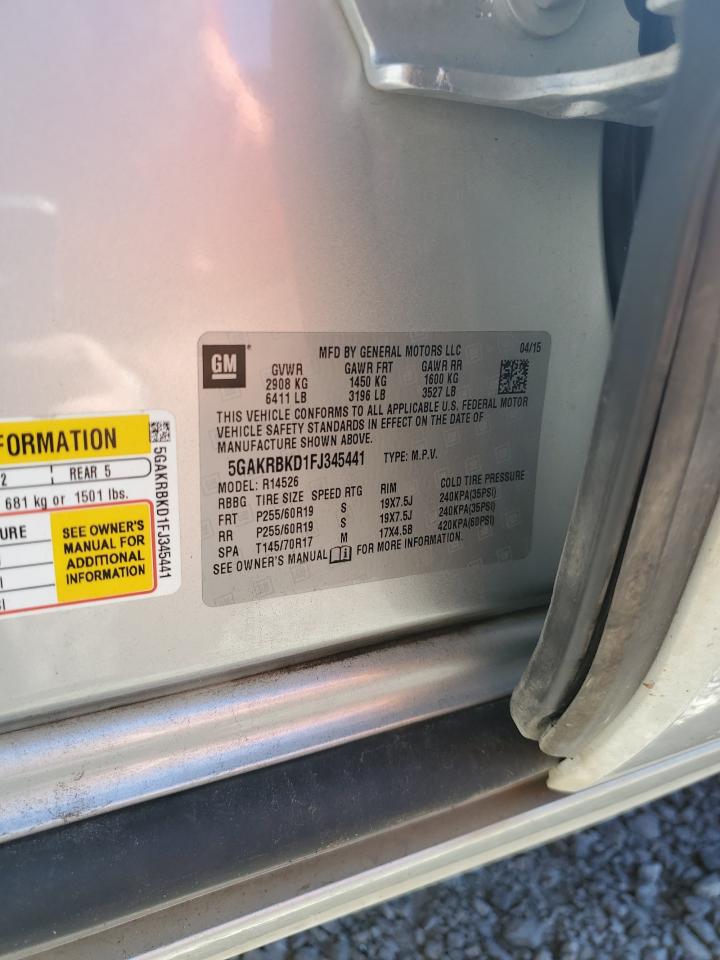 GM
MFD BY GENERAL MOTORS LLC 04/15
GVWR GAWR FRT GAWR RR
2908 KG 1450 KG 1600 KG
6411 LB 3196 LB 3527 LB
THIS VEHICLE CONFORMS TO ALL APPLICABLE U.S. FEDERAL MOTOR
VEHICLE SAFETY STANDARDS IN EFFECT ON THE DATE OF
MANUFACTURE SHOWN ABOVE.
5GAKRBKD1FJ345441 TYPE: M.P.V.
MODEL: R14526
RBBG TIRE SIZE SPEED RTG RIM COLD TIRE PRESSURE
FRT P255/60R19 S 19X7.5J 240KPA(35PSI)
RR P255/60R19 S 19X7.5J 240KPA(35PSI)
SPA T145/70R17 M 17X4.5B 420KPA(60PSI)
SEE OWNER'S MANUAL FOR MORE INFORMATION.
FORMATION
2 REAR 5
681 kg or 1501 lbs.
URE
SEE OWNER'S
MANUAL FOR
ADDITIONAL
INFORMATION
5GAKRBKD1FJ345441